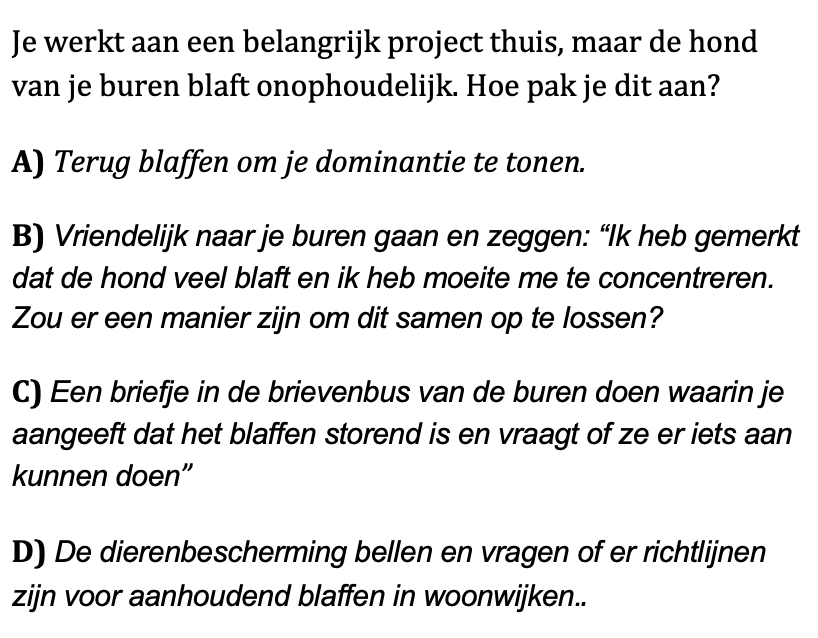 Je werkt aan een belangrijk project thuis, maar de hond
van je buren blaft onophoudelijk. Hoe pak je dit aan?
A) Terug blaffen om je dominantie te tonen.
B) Vriendelijk naar je buren gaan en zeggen: “Ik heb gemerkt
dat de hond veel blaft en ik heb moeite me te concentreren.
Zou er een manier zijn om dit samen op te lossen?
C) Een briefje in de brievenbus van de buren doen waarin je
aangeeft dat het blaffen storend is en vraagt of ze er iets aan
kunnen doen”
D) De dierenbescherming bellen en vragen of er richtlijnen
zijn voor aanhoudend blaffen in woonwijken..